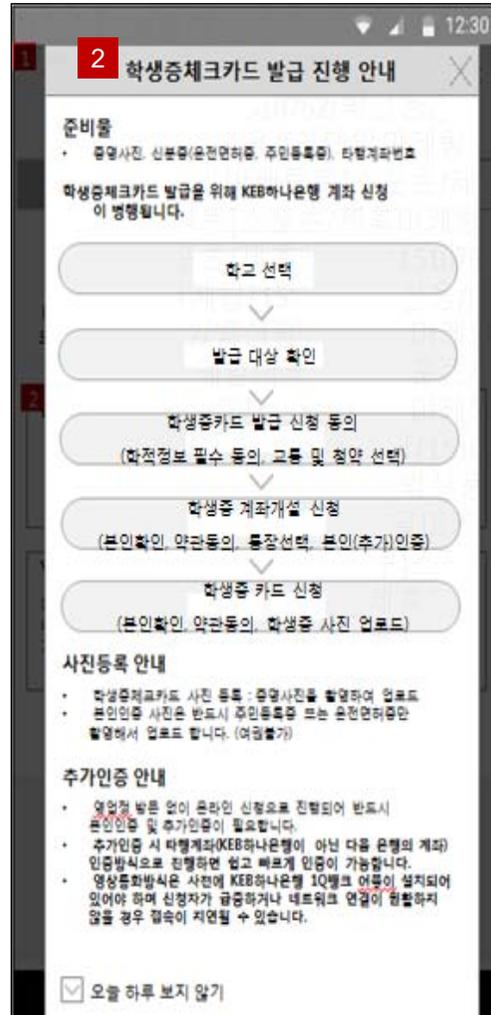 12:30
1
2
학생증체크카드 발급 진행 안내
준비물
• 증명사진, 신분증(운전면허증, 주민등록증), 타행계좌번호
학생증체크카드 발급을 위해 KEB하나은행 계좌 신청
이 병행됩니다.
학교 선택
발급 대상 확인
2
학생증카드 발급 신청 동의
(학적정보 필수 동의, 교통 및 청약 선택)
학생증 계좌개설 신청
(본인확인, 약관동의, 통장선택, 본인(추가)인증)
학생증 카드 신청
(본인확인, 약관동의, 학생증 사진 업로드)
사진등록 안내
• 학생증체크카드 사진 등록 : 증명사진을 촬영하여 업로드
• 본인인증 사진은 반드시 주민등록증 또는 운전면허증만
촬영해서 업로드 합니다. (여권불가)
추가인증 안내
• 영업점 방문 없이 온라인 신청으로 진행되어 반드시
본인인증 및 추가인증이 필요합니다.
• 추가인증 시 타행계좌(KEB하나은행이 아닌 다음 은행의 계좌)
인증방식으로 진행하면 쉽고 빠르게 인증이 가능합니다.
• 영상통화방식은 사전에 KEB하나은행 1Q뱅크 어플이 설치되어
있어야 하며 신청자가 급증하거나 네트워크 연결이 원활하지
않을 경우 접속이 지연될 수 있습니다.
오늘 하루 보지 않기